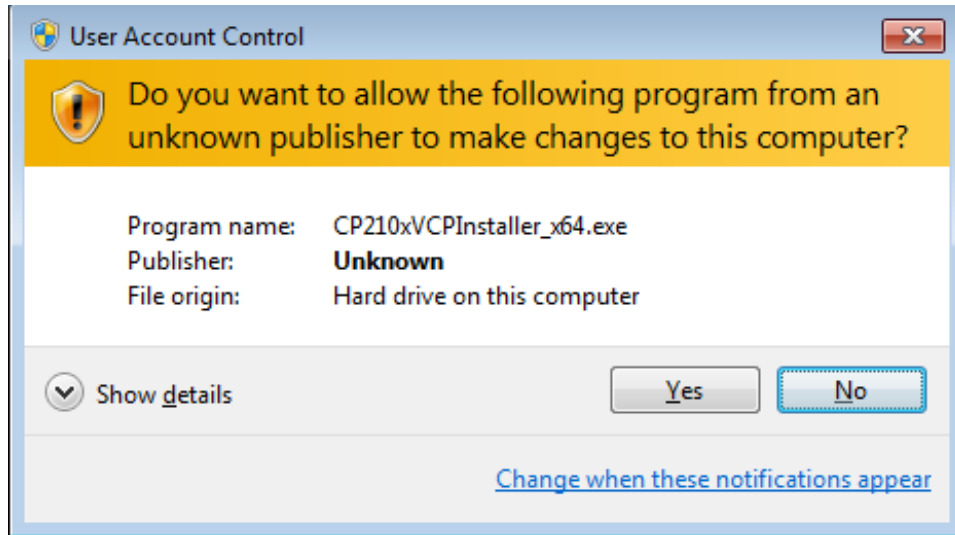 User Account Control
Do you want to allow the following program from an
unknown publisher to make changes to this computer?
Program name: CP210xVCPInstaller_x64.exe
Publisher: Unknown
File origin: Hard drive on this computer
Show details
Yes
No
Change when these notifications appear